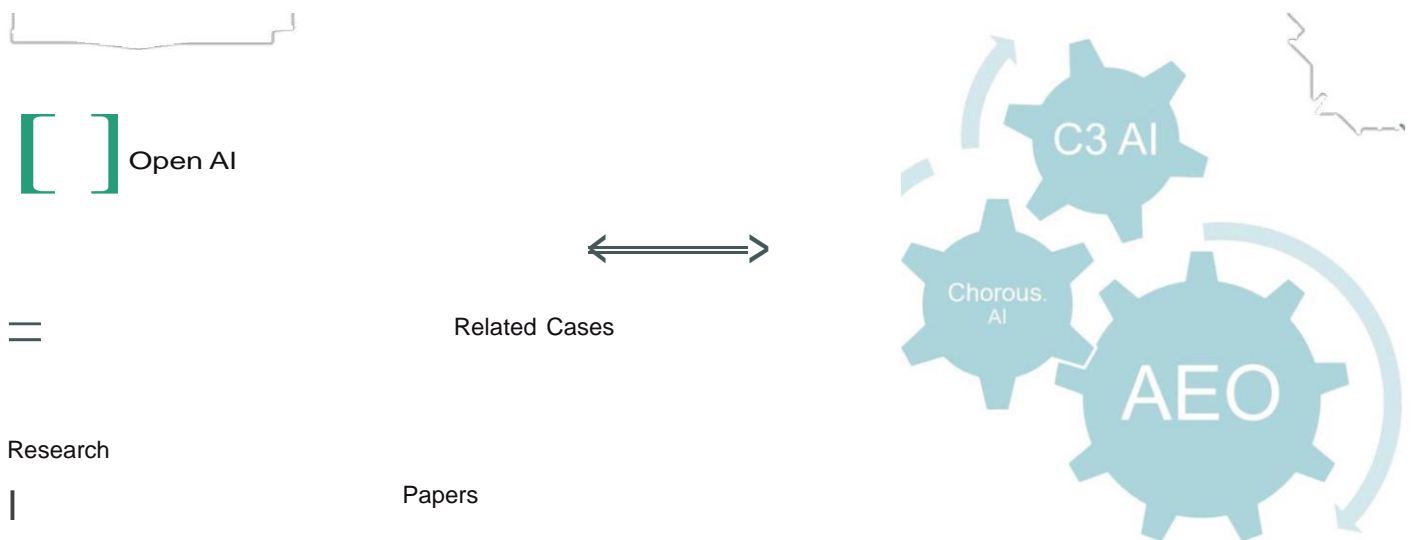 Open AI
C3 AI
Chorous.
AI
Related Cases
AEO
Research
Papers